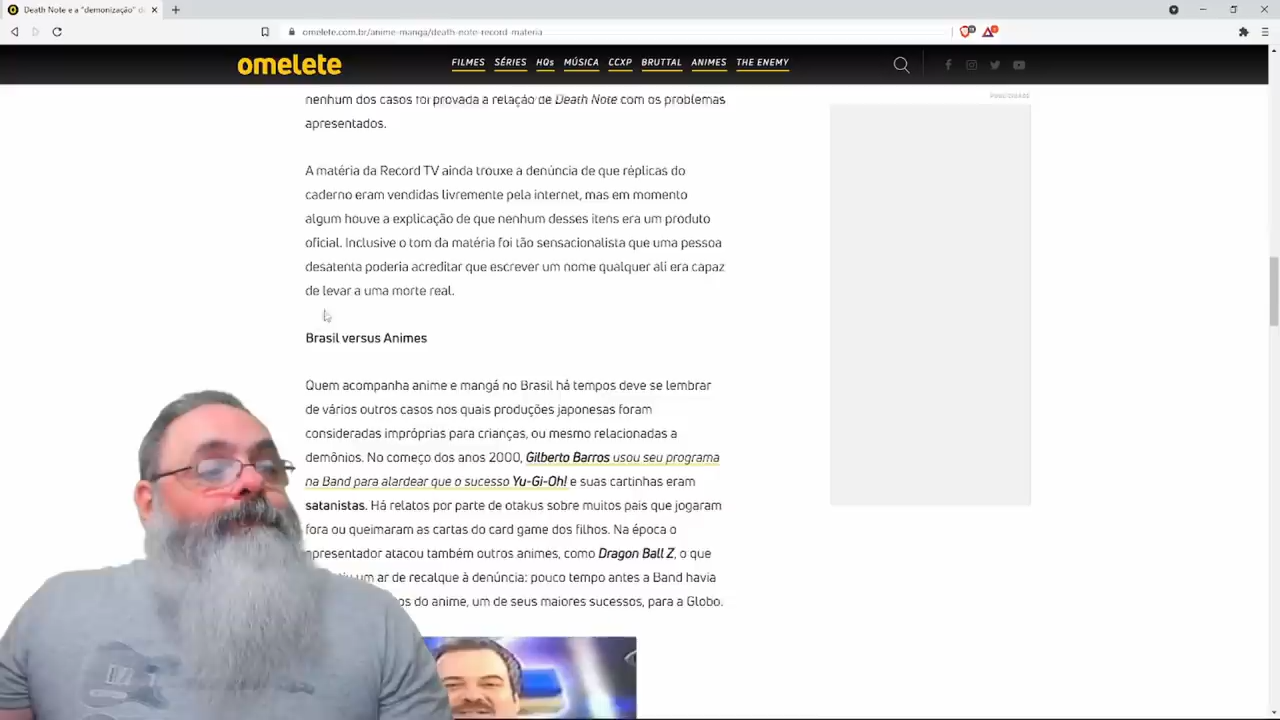 Death Note e a "demonização" d
omelete.com.br/anime-manga/death-note-record-materia
omelete
FILMES SÉRIES HQs MÚSICA CCXP BRUTTAL ANIMES THE ENEMY
nenhum dos casos foi provada a relação de Death Note com os problemas
apresentados.
PUBLICIDADE
A matéria da Record TV ainda trouxe a denúncia de que réplicas do
caderno eram vendidas livremente pela internet, mas em momento
algum houve a explicação de que nenhum desses itens era um produto
oficial. Inclusive o tom da matéria foi tão sensacionalista que uma pessoa
desatenta poderia acreditar que escrever um nome qualquer ali era capaz
de levar a uma morte real.
Brasil versus Animes
Quem acompanha anime e mangá no Brasil há tempos deve se lembrar
de vários outros casos nos quais produções japonesas foram
consideradas impróprias para crianças, ou mesmo relacionadas a
demônios. No começo dos anos 2000, Gilberto Barros usou seu programa
na Band para alardear que o sucesso Yu-Gi-Oh! e suas cartinhas eram
satanistas. Há relatos por parte de otakus sobre muitos pais que jogaram
fora ou queimaram as cartas do card game dos filhos. Na época o
apresentador atacou também outros animes, como Dragon Ball Z, o que
um ar de recalque à denúncia: pouco tempo antes a Band havia
os do anime, um de seus maiores sucessos, para a Globo.